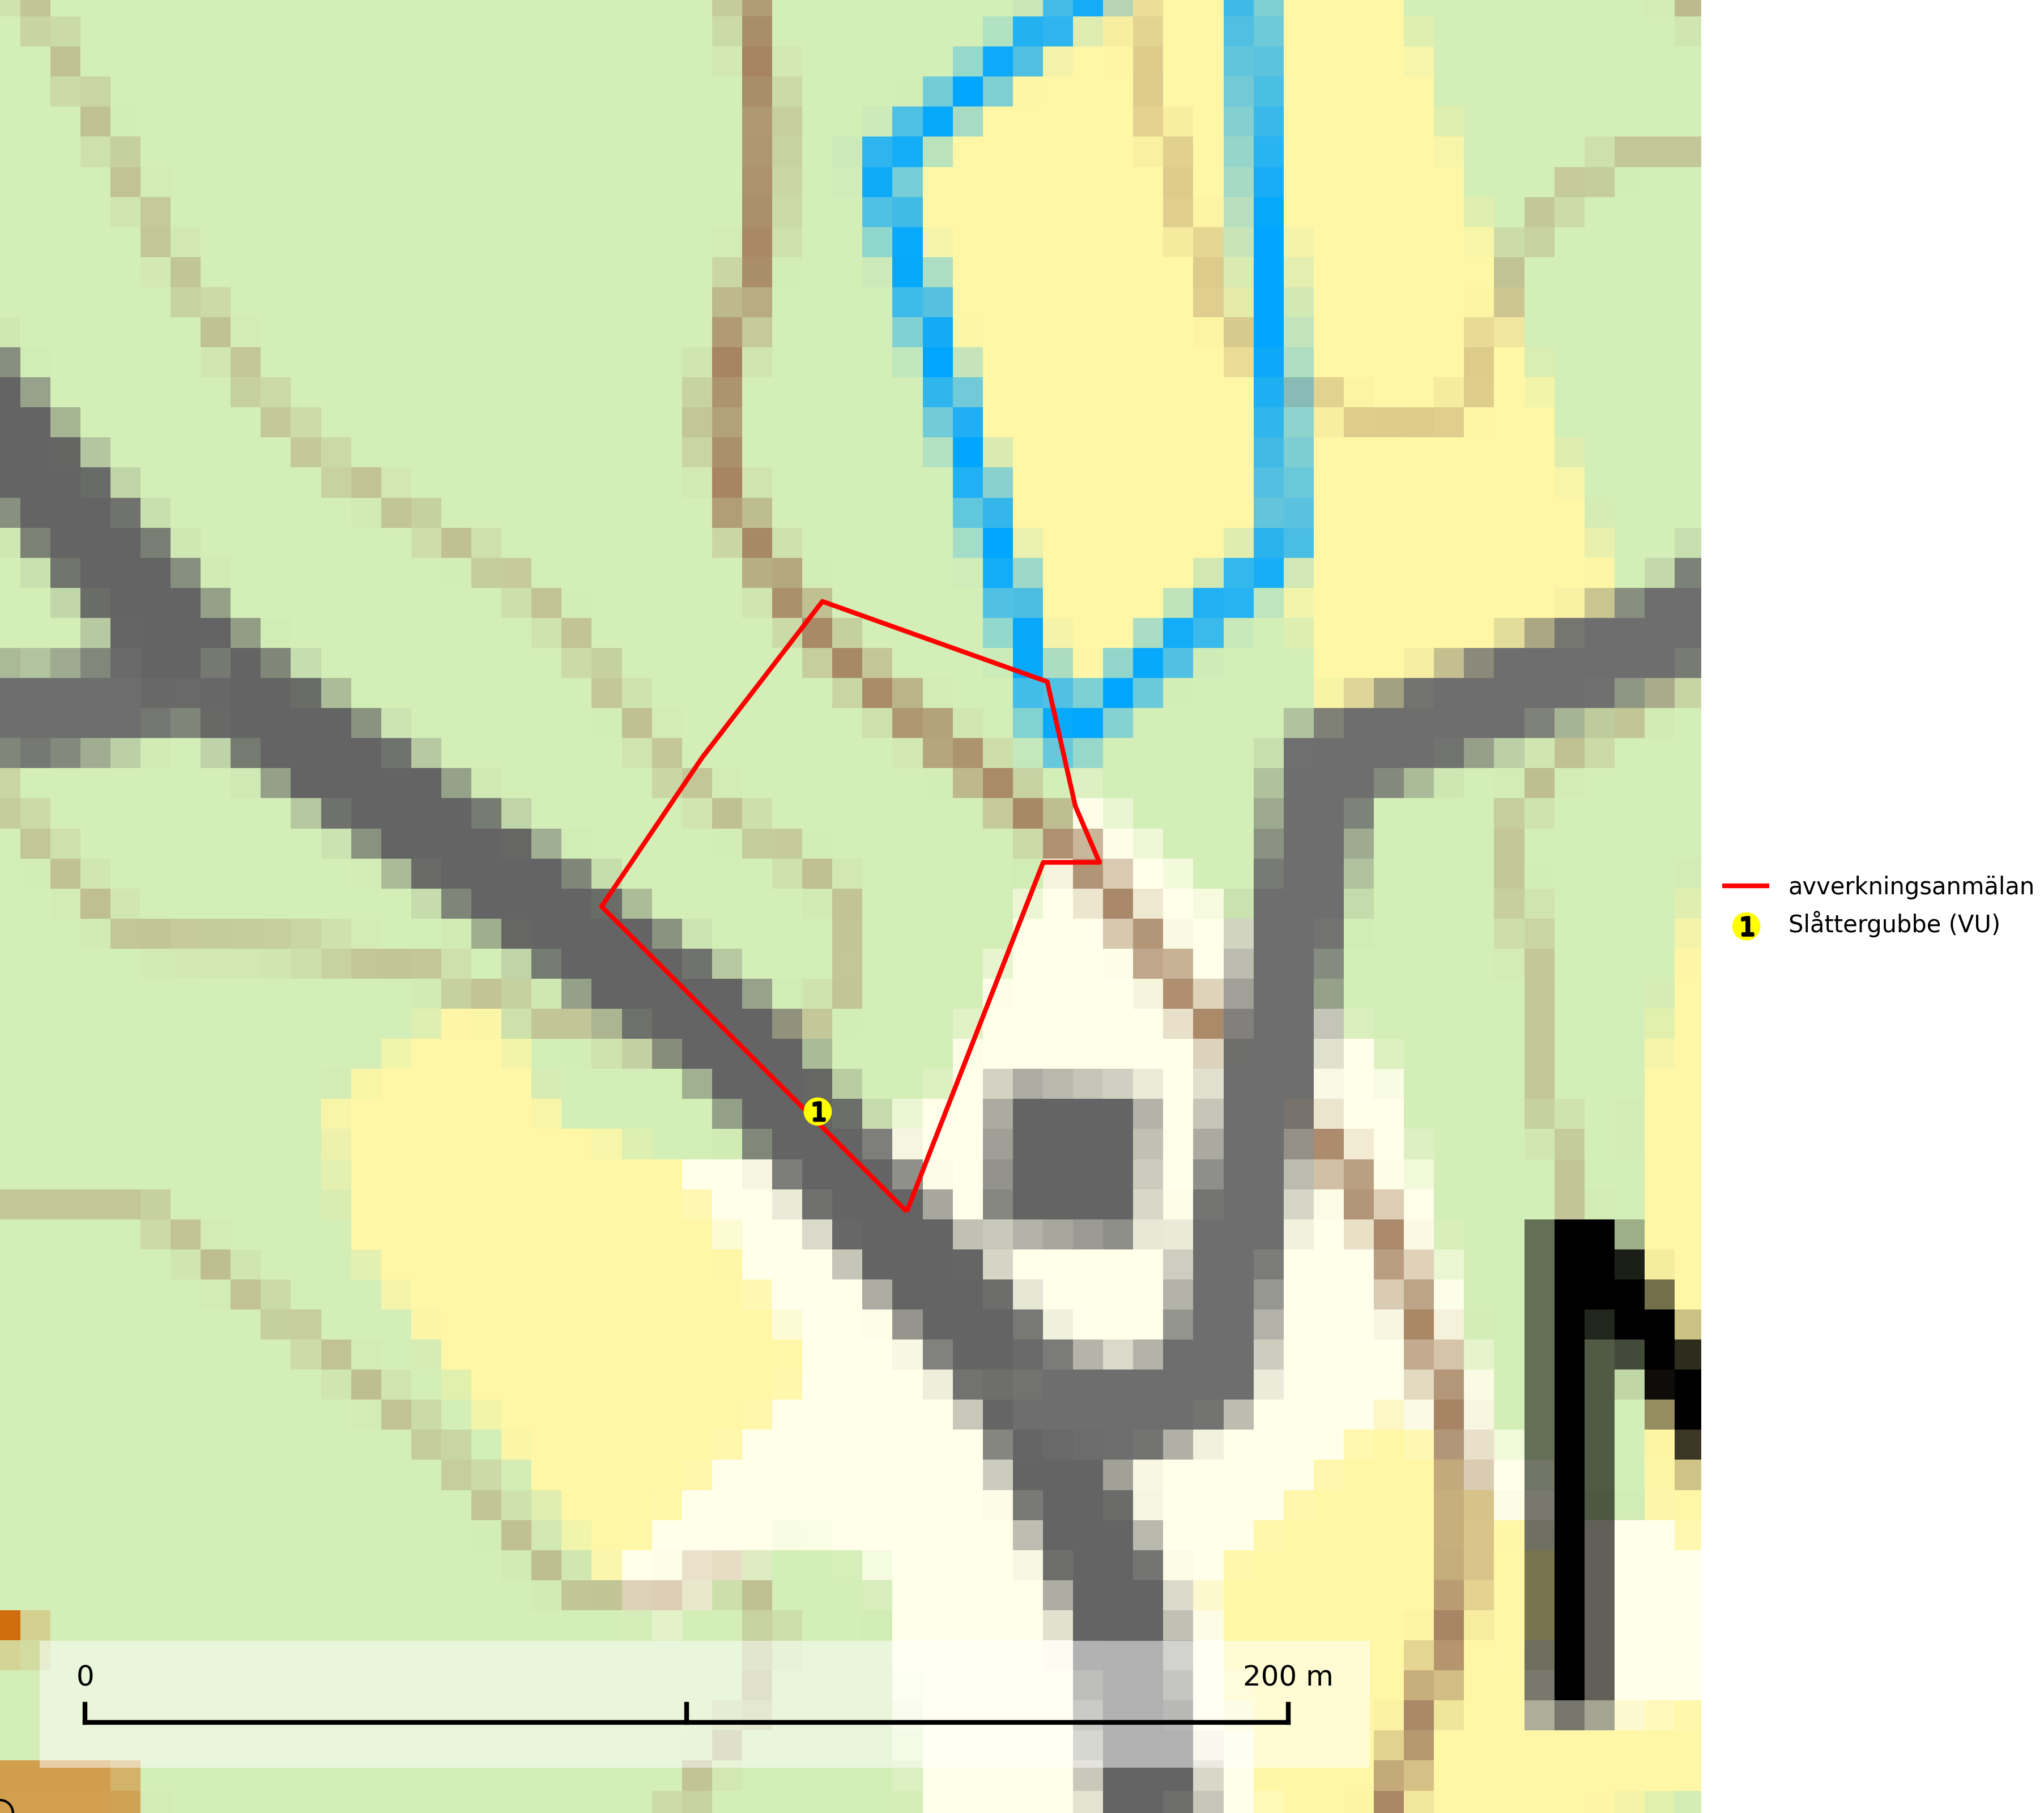 1
avverkningsanmälan
1 Slåttergubbe (VU)
0 200 m